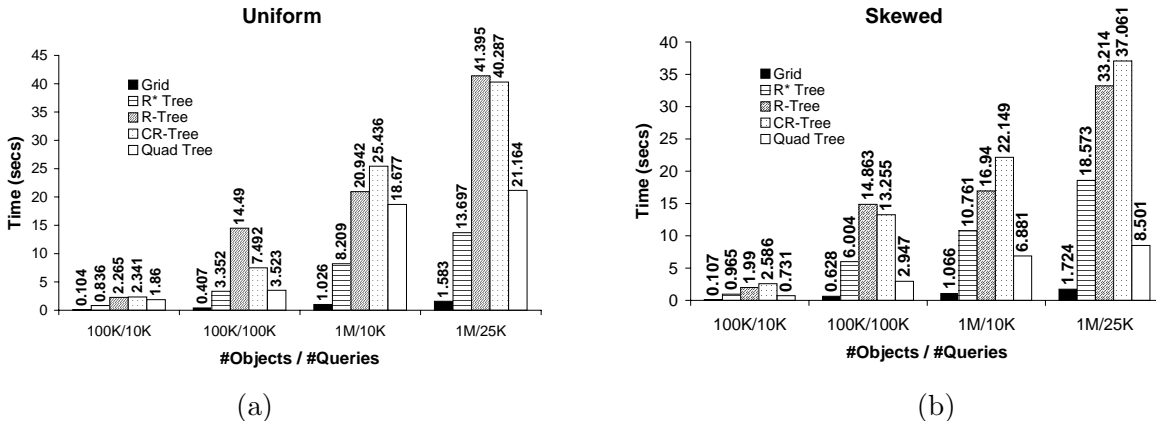 Uniform
45
40
35
30
25
20
15
10
5
0
Time (secs)
Grid
R* Tree
R-Tree
CR-Tree
Quad Tree
0.104
0.836
2.265
2.341
1.86
0.407
3.352
14.49
7.492
3.523
1.026
8.209
20.942
25.436
18.677
1.583
13.697
41.395
40.287
21.164
100K/10K 100K/100K 1M/10K 1M/25K
#Objects / #Queries
(a)
Skewed
40
35
30
25
20
15
10
5
0
Time (secs)
Grid
R* Tree
R-Tree
CR-Tree
Quad Tree
0.107
0.965
1.99
2.586
0.731
0.628
6.004
14.863
13.255
2.947
1.066
10.761
16.94
22.149
6.881
1.724
18.573
33.214
37.061
8.501
100K/10K 100K/100K 1M/10K 1M/25K
#Objects / #Queries
(b)